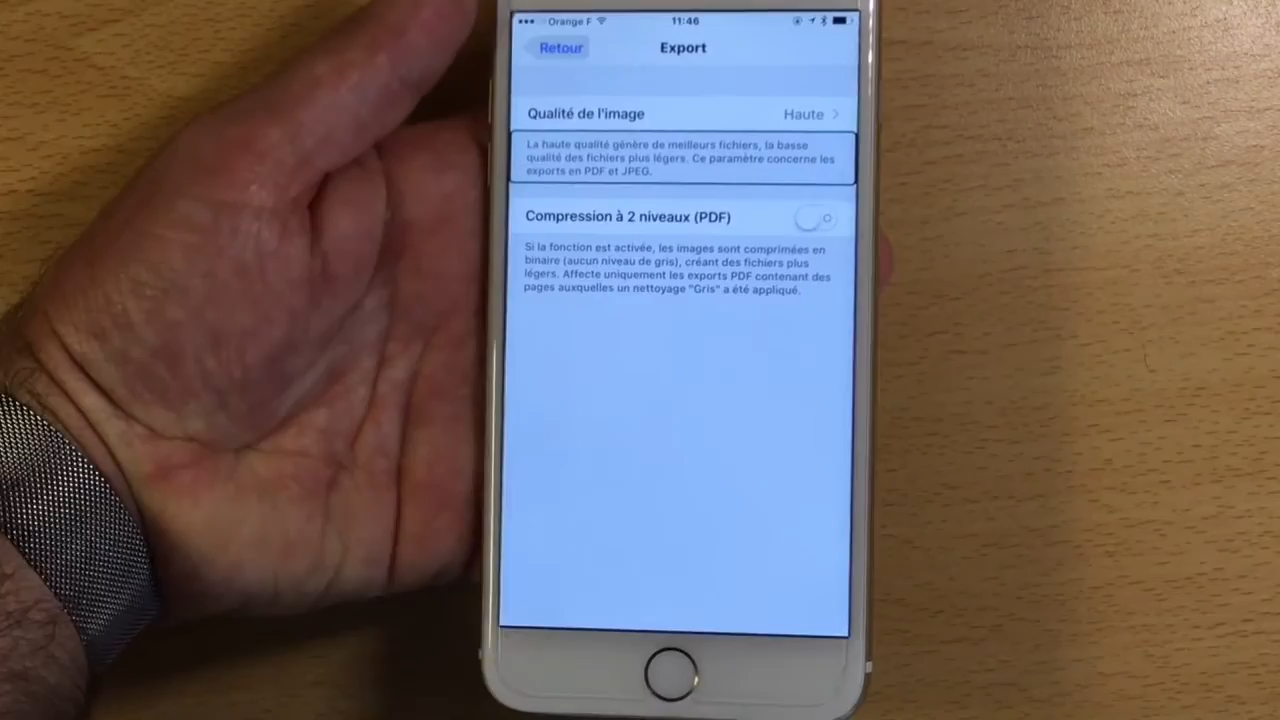 Orange F 11:46
Retour Export
Qualité de l'image Haute
La haute qualité génère de meilleurs fichiers, la basse
qualité des fichiers plus légers. Ce paramètre concerne les
exports en PDF et JPEG.
Compression à 2 niveaux (PDF)
Si la fonction est activée, les images sont comprimées en
binaire (aucun niveau de gris), créant des fichiers plus
légers. Affecte uniquement les exports PDF contenant des
pages auxquelles un nettoyage "Gris" a été appliqué.